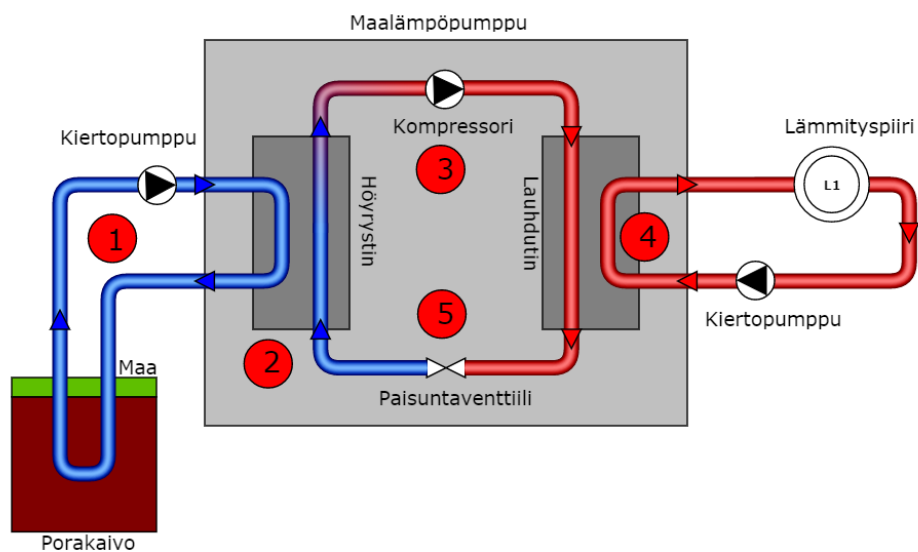 Maalämpöpumppu
Kiertopumppu
Kompressori
Lämmityspiiri
Höyrystin
Lauhdutin
L1
1
2
3
4
5
Kiertopumppu
Paisuntaventtiili
Maa
Porakaivo